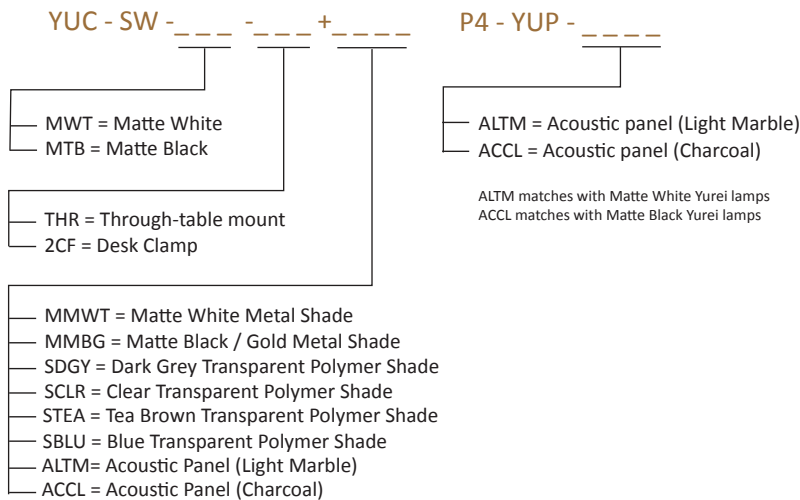 YUC - SW -_ _ _ - _ _ _ + _ _ _ _
MWT = Matte White
MTB = Matte Black
THR = Through-table mount
2CF = Desk Clamp
MMWT = Matte White Metal Shade
MMBG = Matte Black / Gold Metal Shade
SDGY = Dark Grey Transparent Polymer Shade
SCLR = Clear Transparent Polymer Shade
STEA = Tea Brown Transparent Polymer Shade
SBLU = Blue Transparent Polymer Shade
ALTM= Acoustic Panel (Light Marble)
ACCL = Acoustic Panel (Charcoal)
P4 - YUP - _ _ _ _
ALTM = Acoustic panel (Light Marble)
ACCL = Acoustic panel (Charcoal)
ALTM matches with Matte White Yurei lamps
ACCL matches with Matte Black Yurei lamps